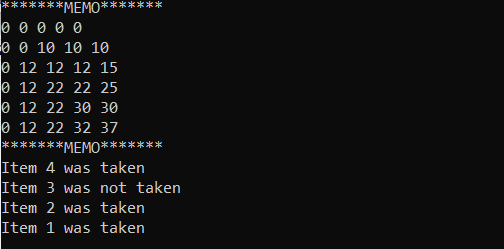 *******MEMO*******
0 0 0 0 0
0 0 10 10 10
0 12 12 12 15
0 12 22 22 25
0 12 22 30 30
0 12 22 32 37
*******MEMO*******
Item 4 was taken
Item 3 was not taken
Item 2 was taken
Item 1 was taken